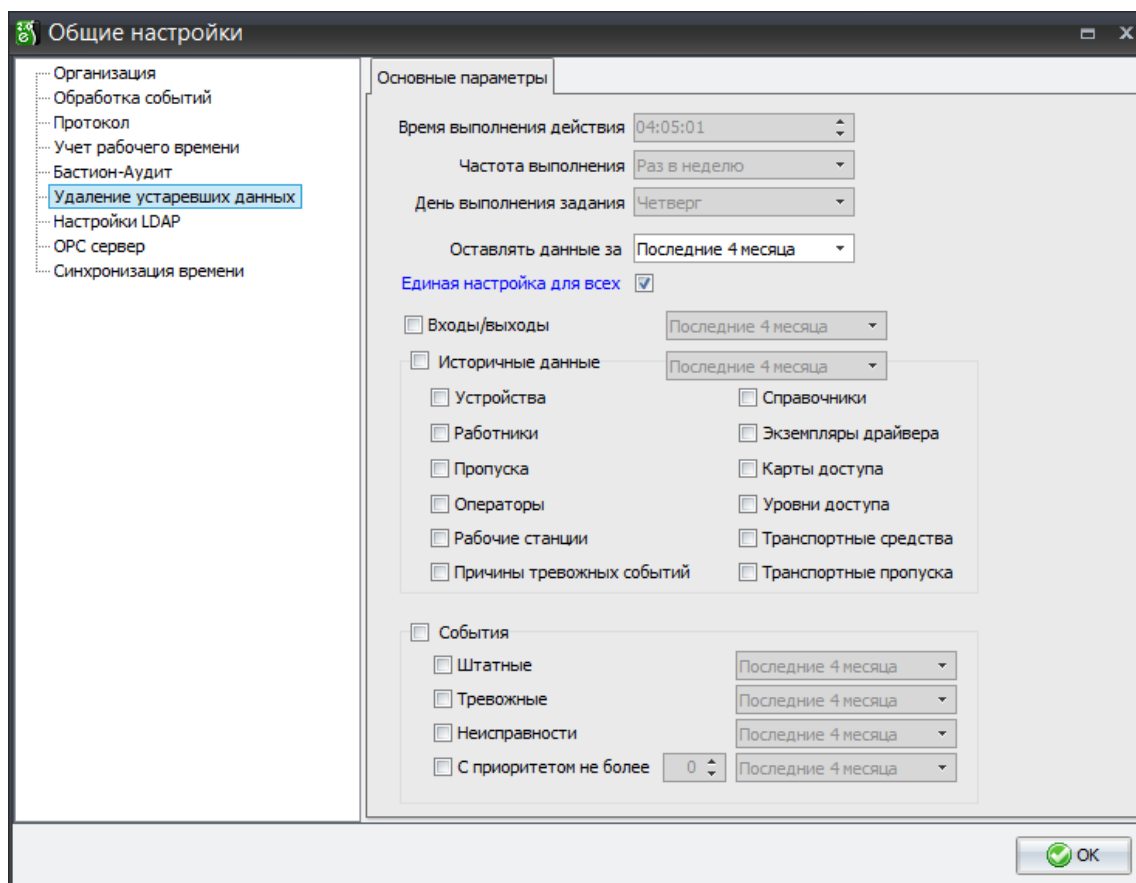 Общие настройки
Организация
Обработка событий
Протокол
Учет рабочего времени
Бастион-Аудит
Удаление устаревших данных
Настройки LDAP
OPC сервер
Синхронизация времени
Основные параметры
Время выполнения действия 04:05:01
Частота выполнения Раз в неделю
День выполнения задания Четверг
Оставлять данные за Последние 4 месяца
Единая настройка для всех
Входы/выходы Последние 4 месяца
Историчные данные Последние 4 месяца
Устройства Справочники
Работники Экземпляры драйвера
Пропуска Карты доступа
Операторы Уровни доступа
Рабочие станции Транспортные средства
Причины тревожных событий Транспортные пропуска
События
Штатные Последние 4 месяца
Тревожные Последние 4 месяца
Неисправности Последние 4 месяца
С приоритетом не более 0 Последние 4 месяца
OK